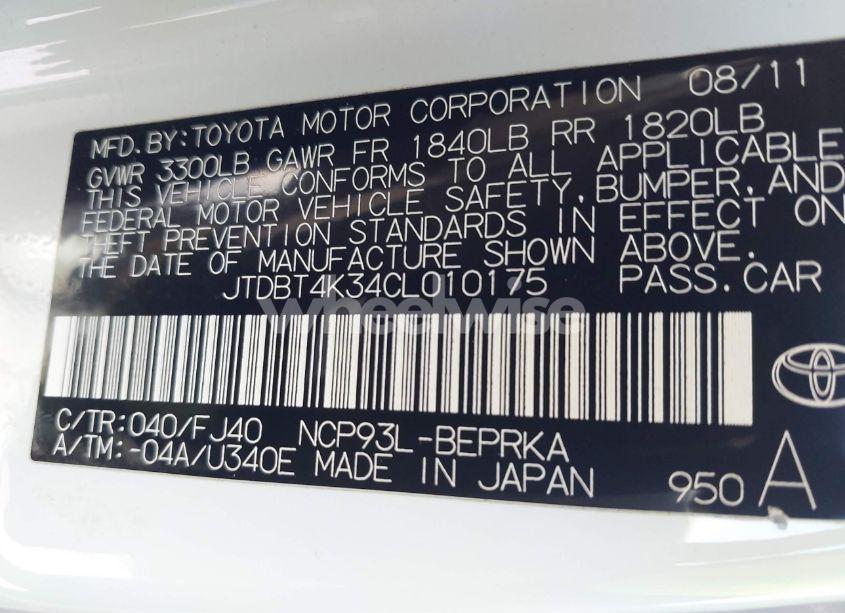 MFD.BY:TOYOTA MOTOR CORPORATION 08/11
GVWR 3300LB GAWR FR 1840LB RR 1820LB
THIS VEHICLE CONFORMS TO ALL APPLICABLE
FEDERAL MOTOR VEHICLE SAFETY,BUMPER,AND
THEFT PREVENTION STANDARDS IN EFFECT ON
THE DATE OF MANUFACTURE SHOWN ABOVE.
JTDBT4K34CL010175 PASS.CAR
wheelwise
C/TR:040/FJ40 NCP93L-BEPRKA
A/TM:-04A/U340E MADE IN JAPAN 950 A